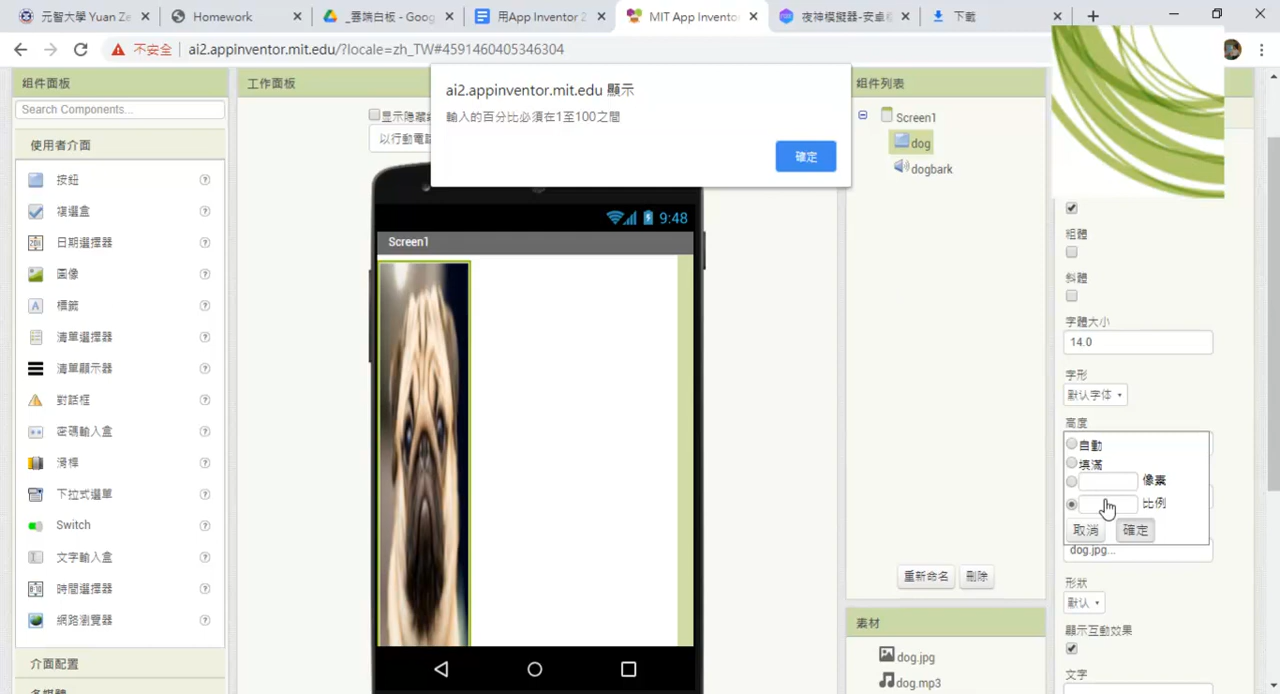 元智大學 Yuan Ze
Homework
_雲端白板 - Goog
用App Inventor 2
MIT App Invento
夜神模擬器-安卓模
下載
不安全
ai2.appinventor.mit.edu/?locale=zh_TW#4591460405346304
組件面板
Search Components...
使用者介面
按鈕
複選盒
日期選擇器
圖像
標籤
清單選擇器
清單顯示器
對話框
密碼輸入盒
滑桿
下拉式選單
Switch
文字輸入盒
時間選擇器
網路瀏覽器
介面配置
多媒體
工作面板
以行動電
ai2.appinventor.mit.edu 顯示
輸入的百分比必須在1至100之間
確定
9:48
Screen1
組件列表
Screen1
dog
dogbark
重新命名
刪除
素材
dog.jpg
dog.mp3
粗體
斜體
字體大小
14.0
字形
默认字体
高度
自動
填滿
像素
比例
取消
確定
dog.jpg...
形狀
默认
顯示互動效果
文字